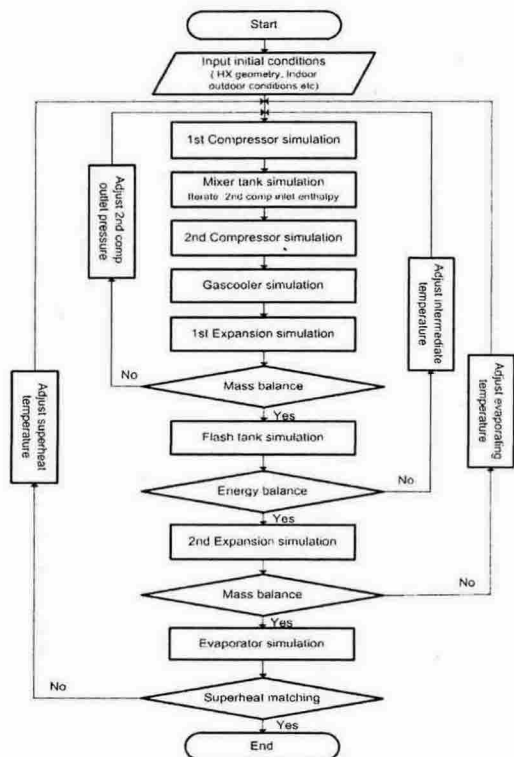 Start
Input initial conditions
( HX geometry, Indoor
outdoor conditions etc)
1st Compressor simulation
Mixer tank simulation
Iterate 2nd comp inlet enthalpy
2nd Compressor simulation
Gascooler simulation
1st Expansion simulation
Adjust 2nd comp
outlet pressure
Adjust intermediate
temperature
Adjust superheat
temperature
Adjust evaporating
temperature
No
Mass balance
Yes
Flash tank simulation
No
Energy balance
Yes
2nd Expansion simulation
No
Mass balance
Yes
Evaporator simulation
No
Superheat matching
Yes
End